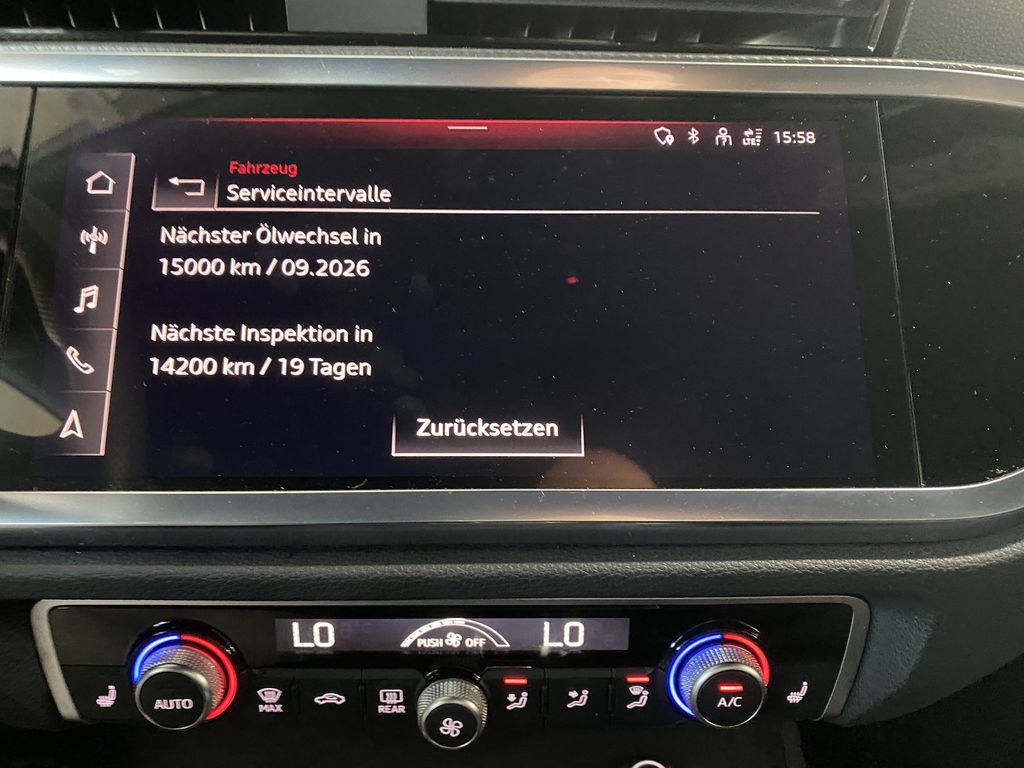 LTE 15:58
Fahrzeug
Serviceintervalle
Nächster Ölwechsel in
15000 km / 09.2026
Nächste Inspektion in
14200 km / 19 Tagen
Zurücksetzen
LO PUSH OFF LO
AUTO MAX REAR A/C